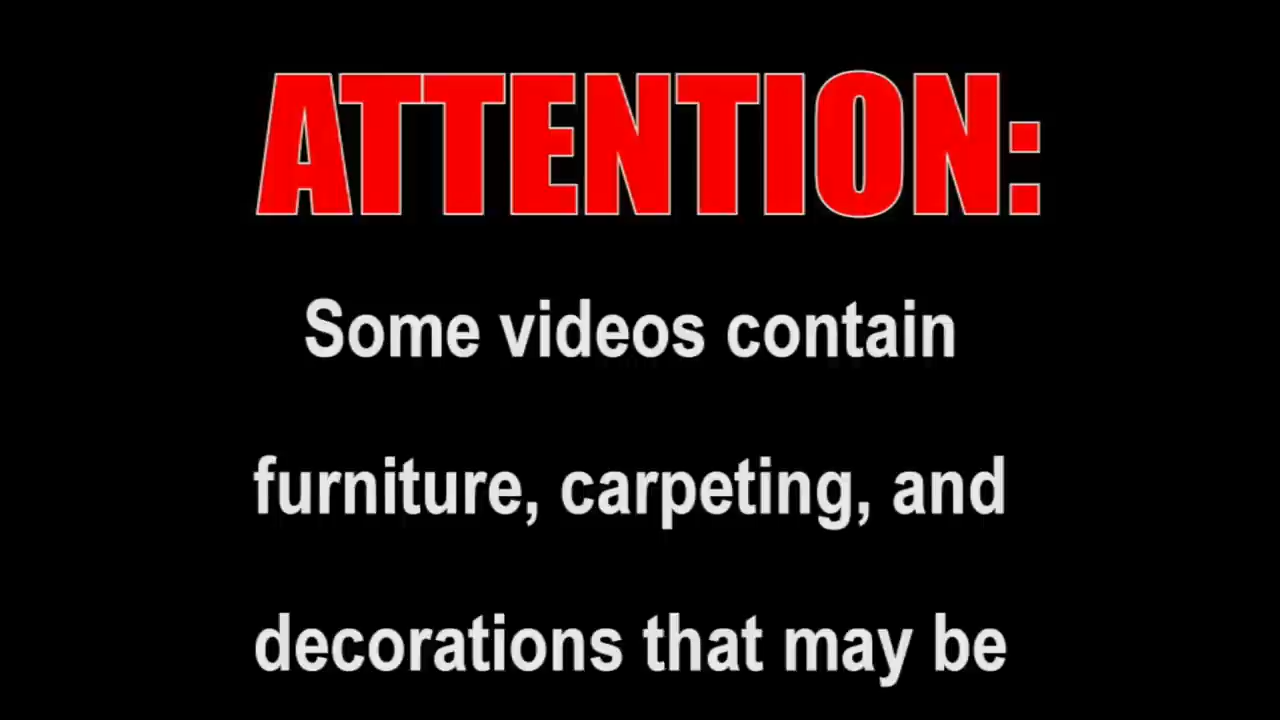 ATTENTION:
Some videos contain
furniture, carpeting, and
decorations that may be